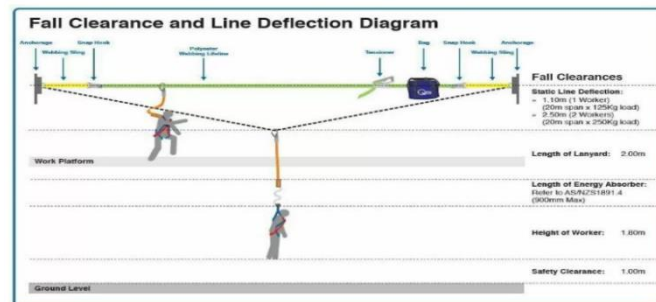 Fall Clearance and Line Deflection Diagram
Anchorage
Webbing Sling
Snap Hook
Polyester
Webbing Lifeline
Tensioner
Bag
Snap Hook
Webbing Sling
Anchorage
Fall Clearances
Static Line Deflection:
= 1.10m (1 Worker)
(20m span x 125Kg load)
= 2.50m (2 Workers)
(20m span x 250Kg load)
Work Platform
Length of Lanyard: 2.00m
Length of Energy Absorber:
Refer to AS/NZS1891.4
(900mm Max)
Height of Worker: 1.80m
Safety Clearance: 1.00m
Ground Level